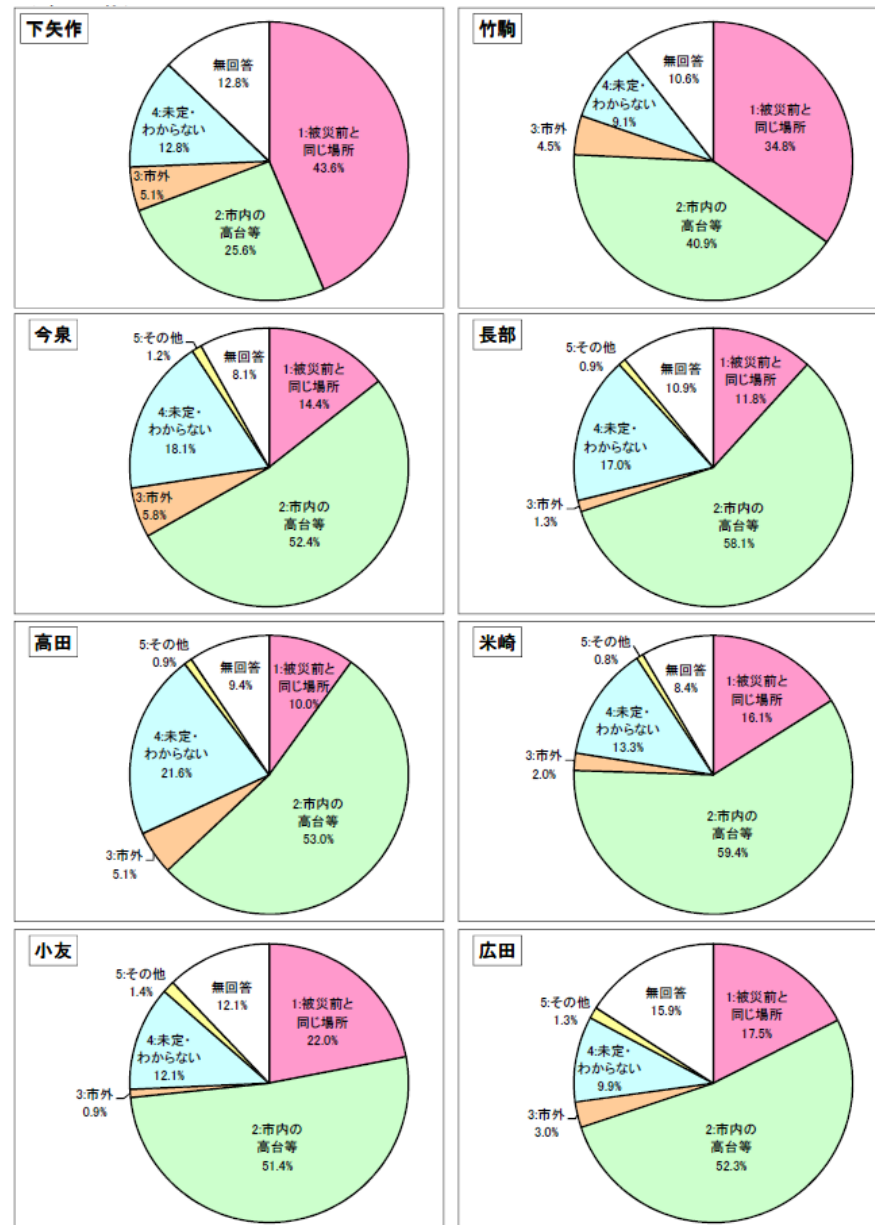 下矢作
無回答
12.8%
4:未定・
わからない
12.8%
3:市外
5.1%
1:被災前と
同じ場所
43.6%
2:市内の
高台等
25.6%
竹駒
無回答
10.6%
4:未定・
わからない
9.1%
3:市外
4.5%
1:被災前と
同じ場所
34.8%
2:市内の
高台等
40.9%
今泉
5:その他
1.2%
無回答
8.1%
1:被災前と
同じ場所
14.4%
4:未定・
わからない
18.1%
3:市外
5.8%
2:市内の
高台等
52.4%
長部
5:その他
0.9%
無回答
10.9%
1:被災前と
同じ場所
11.8%
4:未定・
わからない
17.0%
3:市外
1.3%
2:市内の
高台等
58.1%
高田
5:その他
0.9%
無回答
9.4%
1:被災前と
同じ場所
10.0%
4:未定・
わからない
21.6%
3:市外
5.1%
2:市内の
高台等
53.0%
米崎
5:その他
0.8%
無回答
8.4%
1:被災前と
同じ場所
16.1%
4:未定・
わからない
13.3%
3:市外
2.0%
2:市内の
高台等
59.4%
小友
5:その他
1.4%
無回答
12.1%
1:被災前と
同じ場所
22.0%
4:未定・
わからない
12.1%
3:市外
0.9%
2:市内の
高台等
51.4%
広田
5:その他
1.3%
無回答
15.9%
1:被災前と
同じ場所
17.5%
4:未定・
わからない
9.9%
3:市外
3.0%
2:市内の
高台等
52.3%